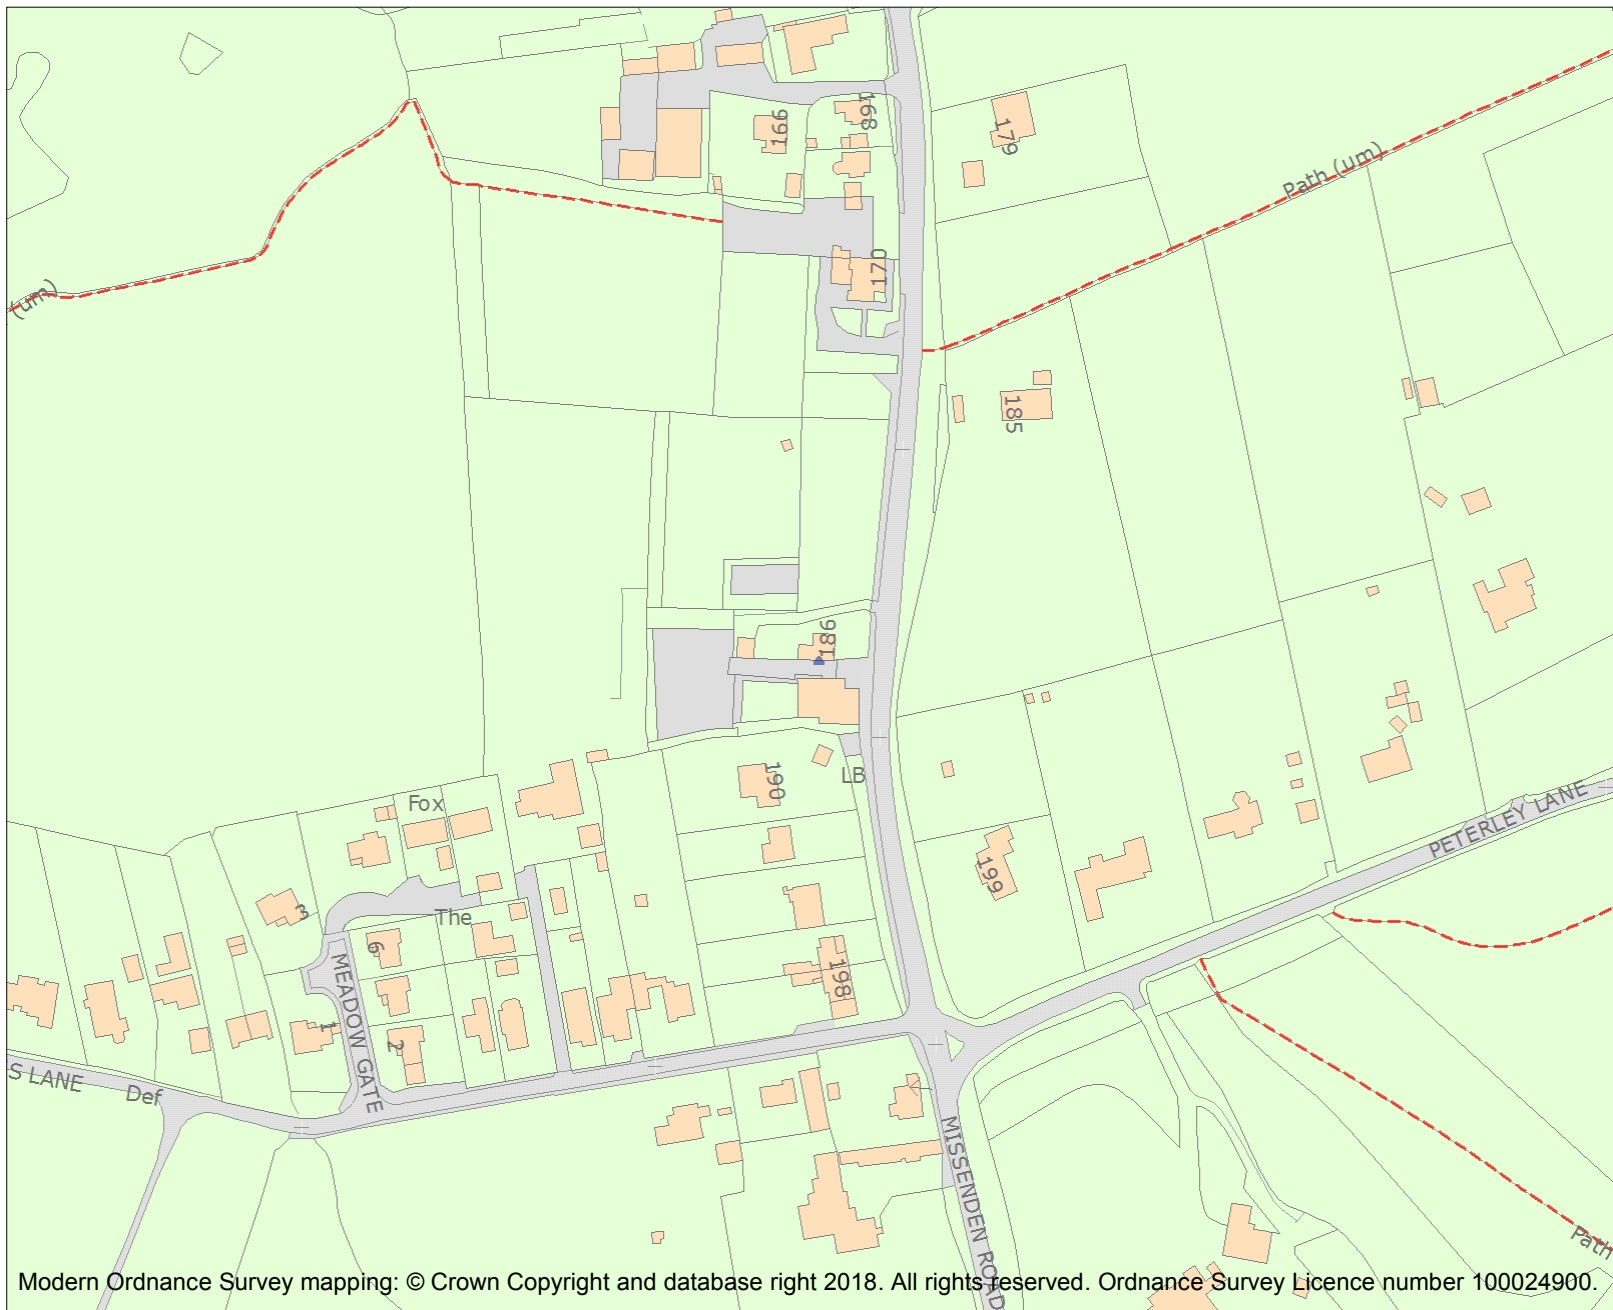 168
166
179
Path (um)
170
(um)
185
186
LB
190
Fox
PETERLEY LANE
199
3
The
6
198
MEADOW GATE
1
2
S LANE
Def
MISSENDEN ROAD
Path
Modern Ordnance Survey mapping: © Crown Copyright and database right 2018. All rights reserved. Ordnance Survey Licence number 100024900.